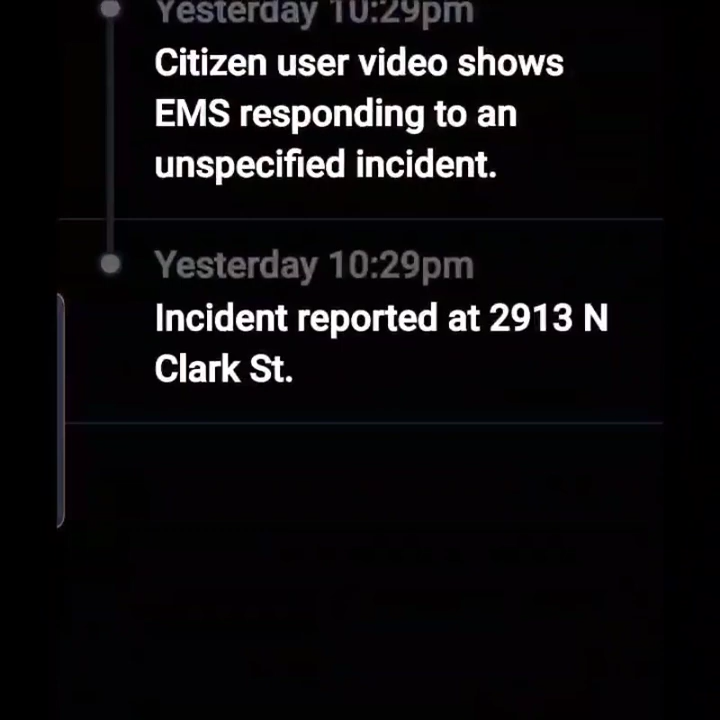 Yesterday 10:29pm
Citizen user video shows
EMS responding to an
unspecified incident.
Yesterday 10:29pm
Incident reported at 2913 N
Clark St.